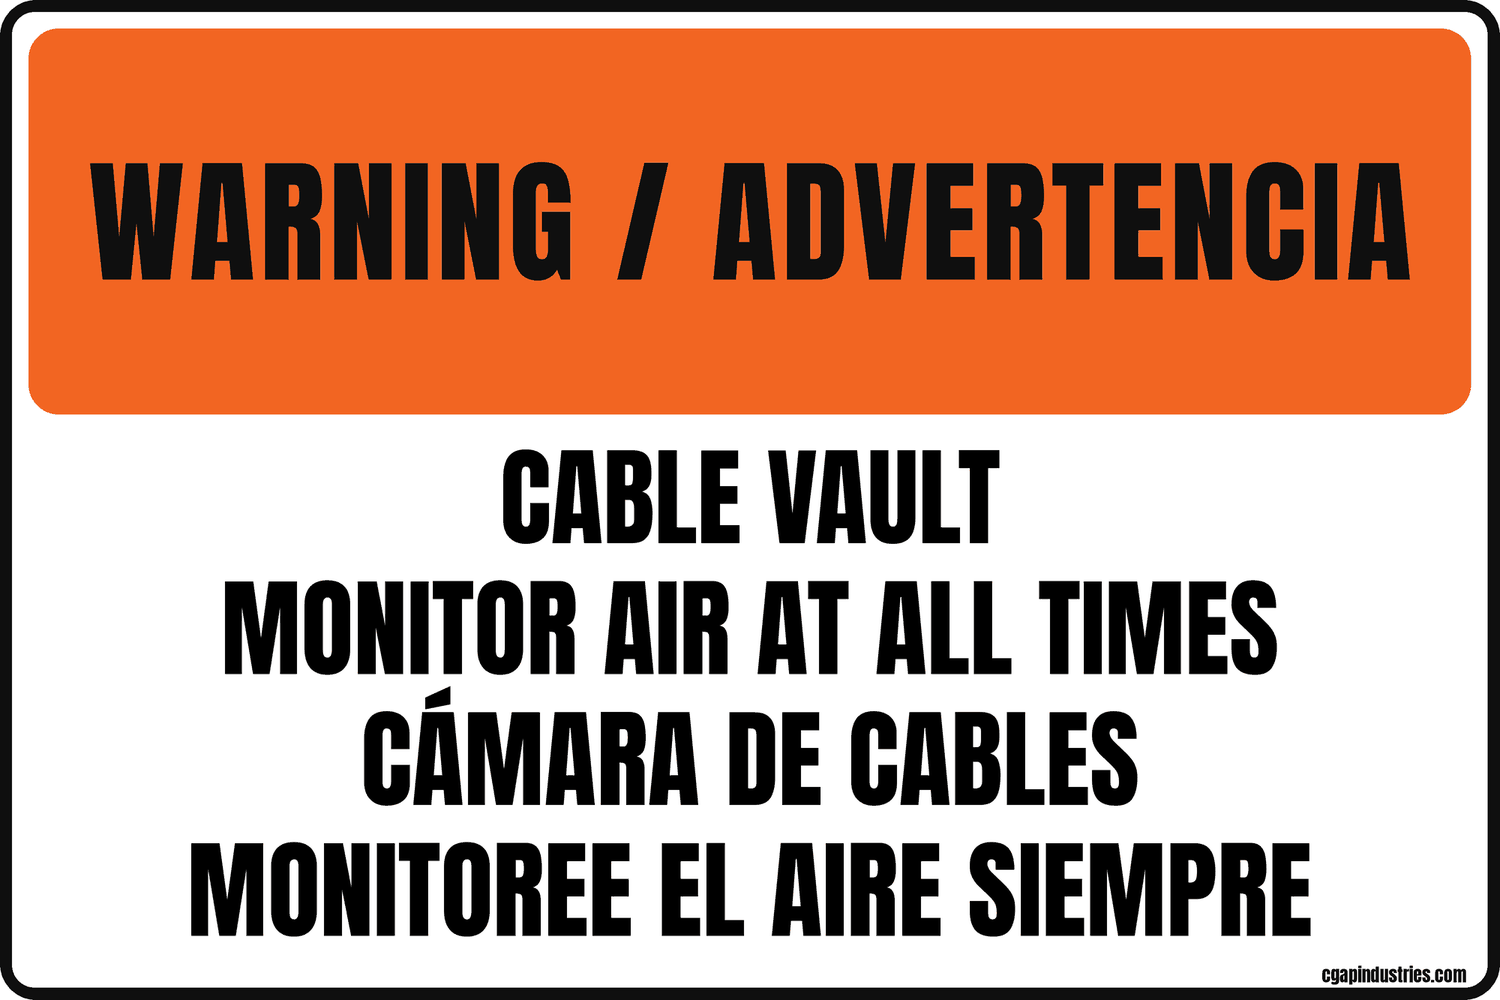 WARNING / ADVERTENCIA
CABLE VAULT
MONITOR AIR AT ALL TIMES
CÁMARA DE CABLES
MONITOREE EL AIRE SIEMPRE
cgapindustries.com